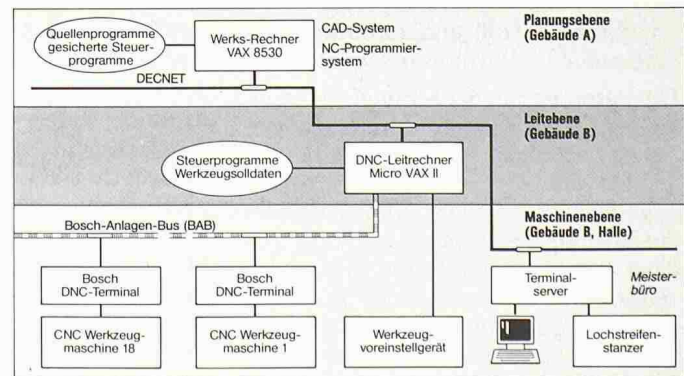 Quellenprogramme
gesicherte Steuer-
programme
Werks-Rechner
VAX 8530
CAD-System
NC-Programmier-
system
Planungsebene
(Gebäude A)
DECNET
Leitebene
(Gebäude B)
Steuerprogramme
Werkzeugsolldaten
DNC-Leitrechner
Micro VAX II
Maschinenebene
(Gebäude B, Halle)
Bosch-Anlagen-Bus (BAB)
Bosch
DNC-Terminal
Bosch
DNC-Terminal
Terminal-
server
Meister-
büro
CNC Werkzeug-
maschine 18
CNC Werkzeug-
maschine 1
Werkzeug-
voreinstellgerät
Lochstreifen-
stanzer